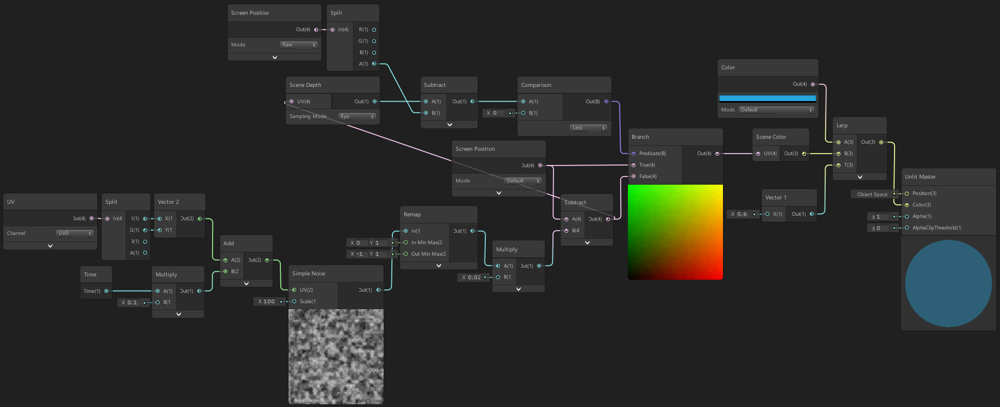 Screen Position
Out(4)
Mode
Raw
Split
In(4)
R(1)
G(1)
B(1)
A(1)
Scene Depth
UV(4)
Out(1)
Sampling Mode
Eye
Subtract
A(1)
Out(1)
B(1)
X 0
Comparison
A(1)
Out(B)
B(1)
Less
Color
Out(4)
Mode
Default
Screen Position
Out(4)
Mode
Default
Branch
Predicate(B)
Out(4)
True(4)
False(4)
Scene Color
UV(4)
Out(3)
Lerp
A(3)
Out(3)
B(3)
T(3)
X 0.6
Vector 1
X(1)
Out(1)
Unlit Master
Object Space
Position(3)
Color(3)
X 1
Alpha(1)
X 0
AlphaClipThreshold(1)
UV
Out(4)
Channel
UV0
Split
In(4)
R(1)
G(1)
B(1)
A(1)
Vector 2
X(1
Out(2)
Y(1)
Time
Time(1)
Multiply
A(1)
Out(1)
X 0.1
B(1)
Add
A(2)
Out(2)
B(2)
Simple Noise
UV(2)
Out(1)
X 100
Scale(1)
Remap
In(1)
Out(1)
X 0 Y 1
In Min Max(2
X -1 Y 1
Out Min Max(2
Multiply
A(1)
Out(1)
X 0.02
B(1)
Subtract
A(4)
Out(4)
B(4)